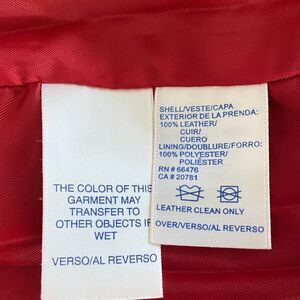 THE COLOR OF THIS
GARMENT MAY
TRANSFER TO
OTHER OBJECTS IF
WET
VERSO/AL REVERSO
SHELL/VESTE/CAPA
EXTERIOR DE LA PRENDA:
100% LEATHER/
CUIR/
CUERO
LINING/DOUBLURE/FORRO:
100% POLYESTER/
POLIÉSTER
RN # 66476
CA # 20781
LEATHER CLEAN ONLY
OVER/VERSO/AL REVERSO